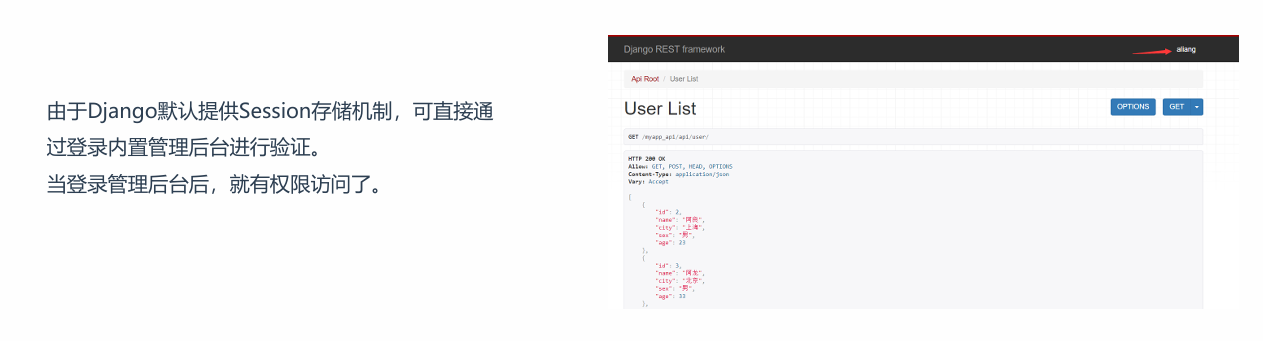 由于Django默认提供Session存储机制，可直接通
过登录内置管理后台进行验证。
当登录管理后台后，就有权限访问了。
Django REST framework
aliang
Api Root / User List
User List
OPTIONS
GET
GET /myapp_api/api/user/
HTTP 200 OK
Allow: GET, POST, HEAD, OPTIONS
Content-Type: application/json
Vary: Accept
[
{
"id": 2,
"name": "阿亮",
"city": "上海",
"sex": "男",
"age": 23
},
{
"id": 3,
"name": "阿龙",
"city": "北京",
"sex": "男",
"age": 33
},